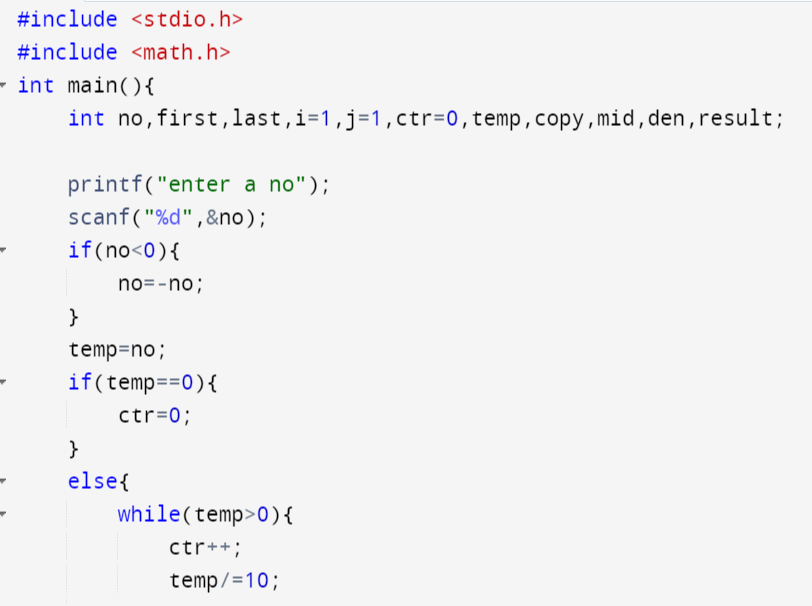 #include <stdio.h>
#include <math.h>
int main(){
    int no,first,last,i=1,j=1,ctr=0,temp,copy,mid,den,result;

    printf("enter a no");
    scanf("%d",&no);
    if(no<0){
        no=-no;
    }
    temp=no;
    if(temp==0){
        ctr=0;
    }
    else{
        while(temp>0){
            ctr++;
            temp/=10;